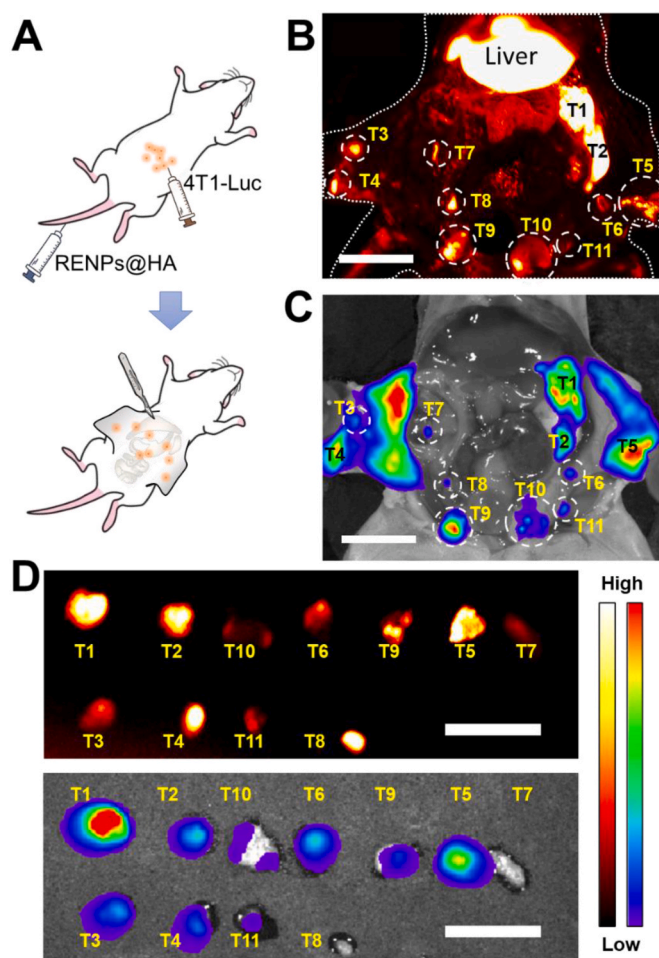 A
4T1-Luc
RENPs@HA
B
Liver
T1
T2
T3
T4
T5
T6
T7
T8
T9
T10
T11
C
T1
T2
T3
T4
T5
T6
T7
T8
T9
T10
T11
D
T1 T2 T10 T6 T9 T5 T7
T3 T4 T11 T8
T1 T2 T10 T6 T9 T5 T7
T3 T4 T11 T8
High
Low